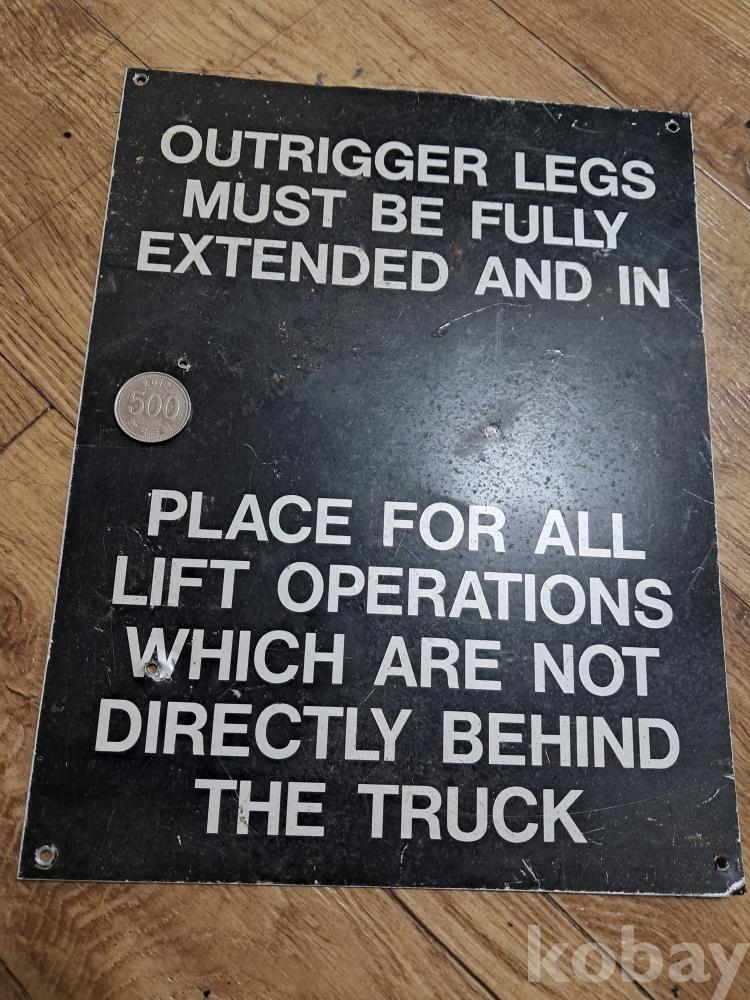 OUTRIGGER LEGS
MUST BE FULLY
EXTENDED AND IN
2015
500
PLACE FOR ALL
LIFT OPERATIONS
WHICH ARE NOT
DIRECTLY BEHIND
THE TRUCK
kobay